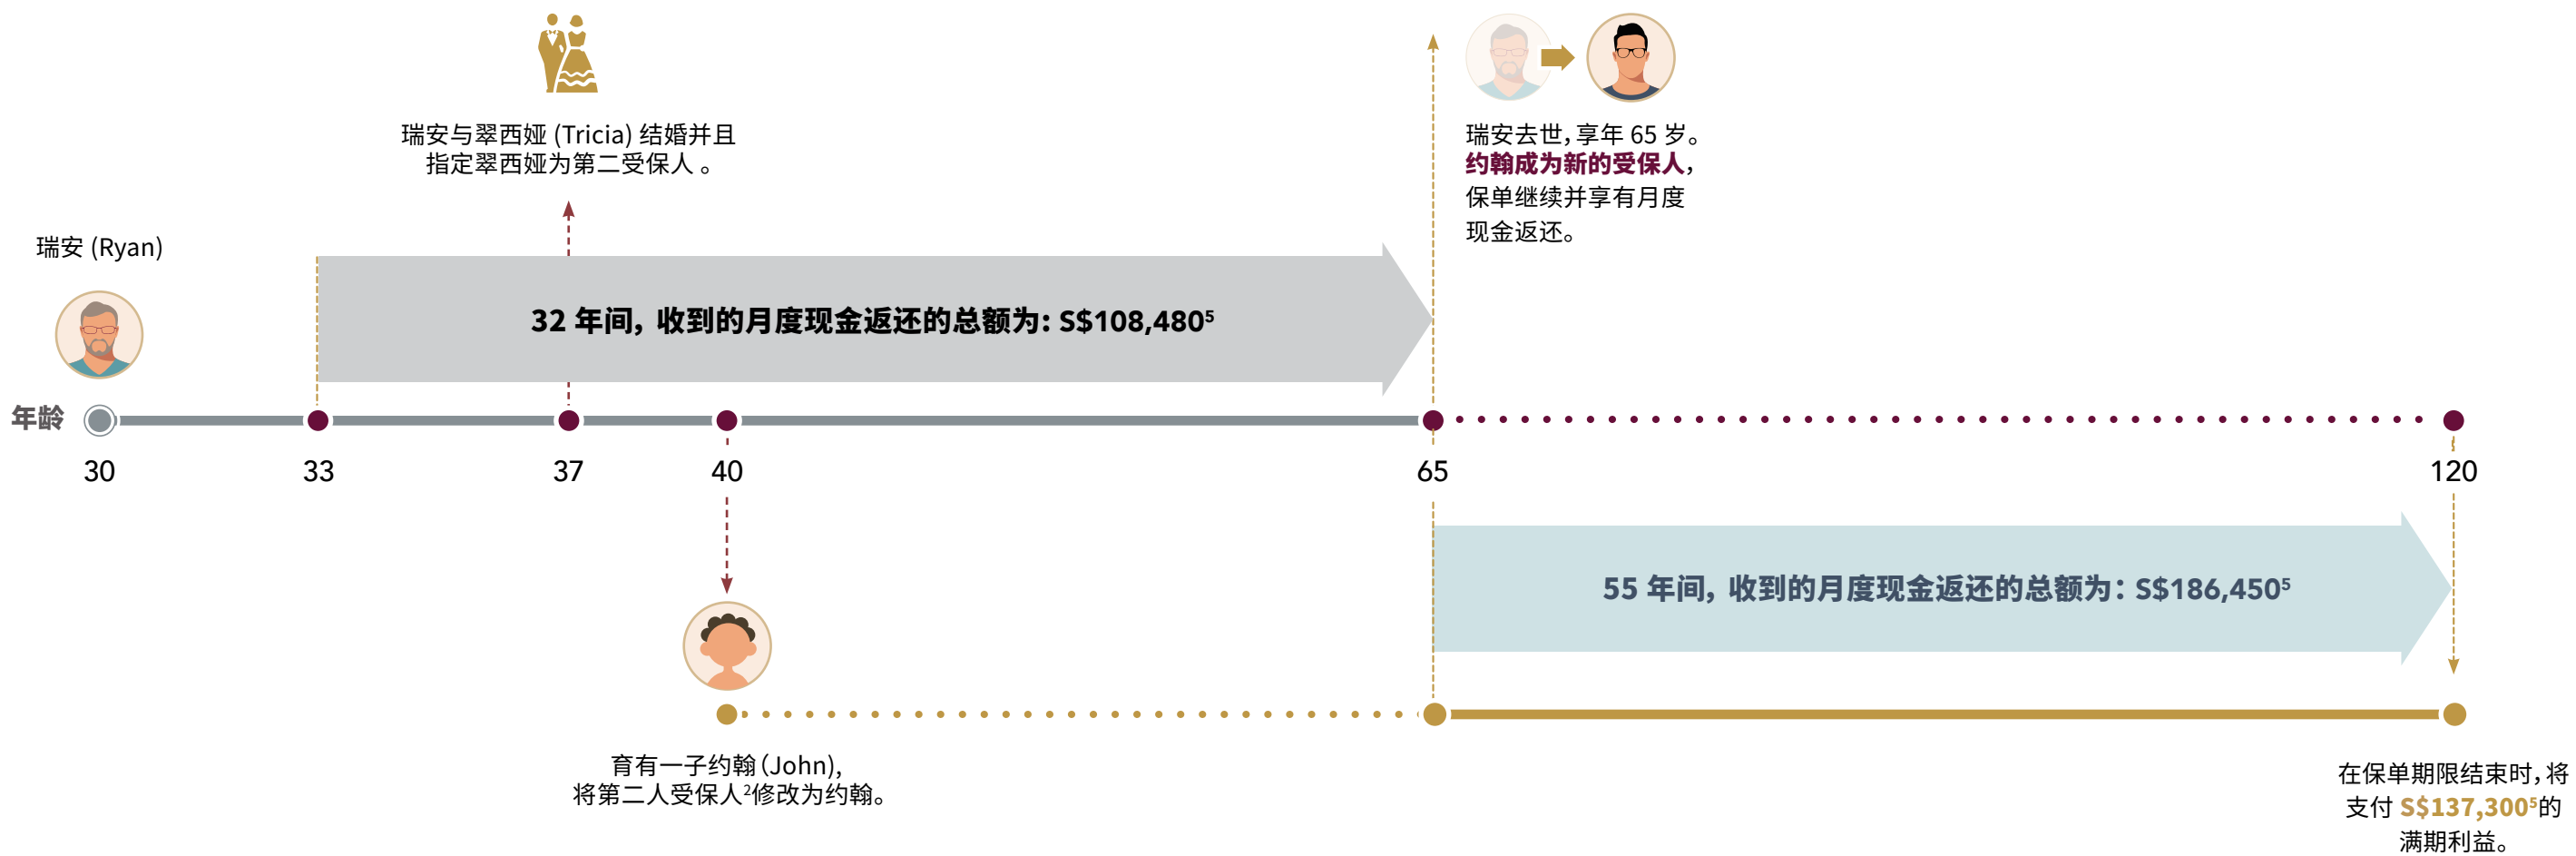 瑞安与翠西娅 (Tricia) 结婚并且
指定翠西娅为第二受保人 。
瑞安去世，享年 65 岁。
约翰成为新的受保人，
保单继续并享有月度
现金返还。
瑞安 (Ryan)
32 年间，收到的月度现金返还的总额为: S$108,480⁵
年龄
30
33
37
40
65
120
55 年间，收到的月度现金返还的总额为：S$186,450⁵
育有一子约翰（John),
将第二人受保人²修改为约翰。
在保单期限结束时，将
支付 S$137,300⁵的
满期利益。